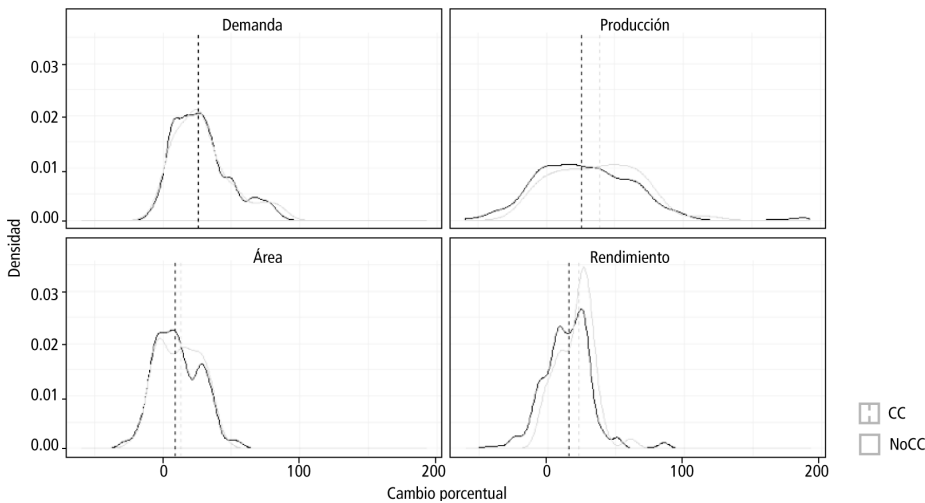 Demanda
Producción
0.03
0.02
0.01
0.00
Densidad
Área
Rendimiento
0.03
0.02
0.01
0.00
0
100
200
0
100
200
Cambio porcentual
CC
NoCC